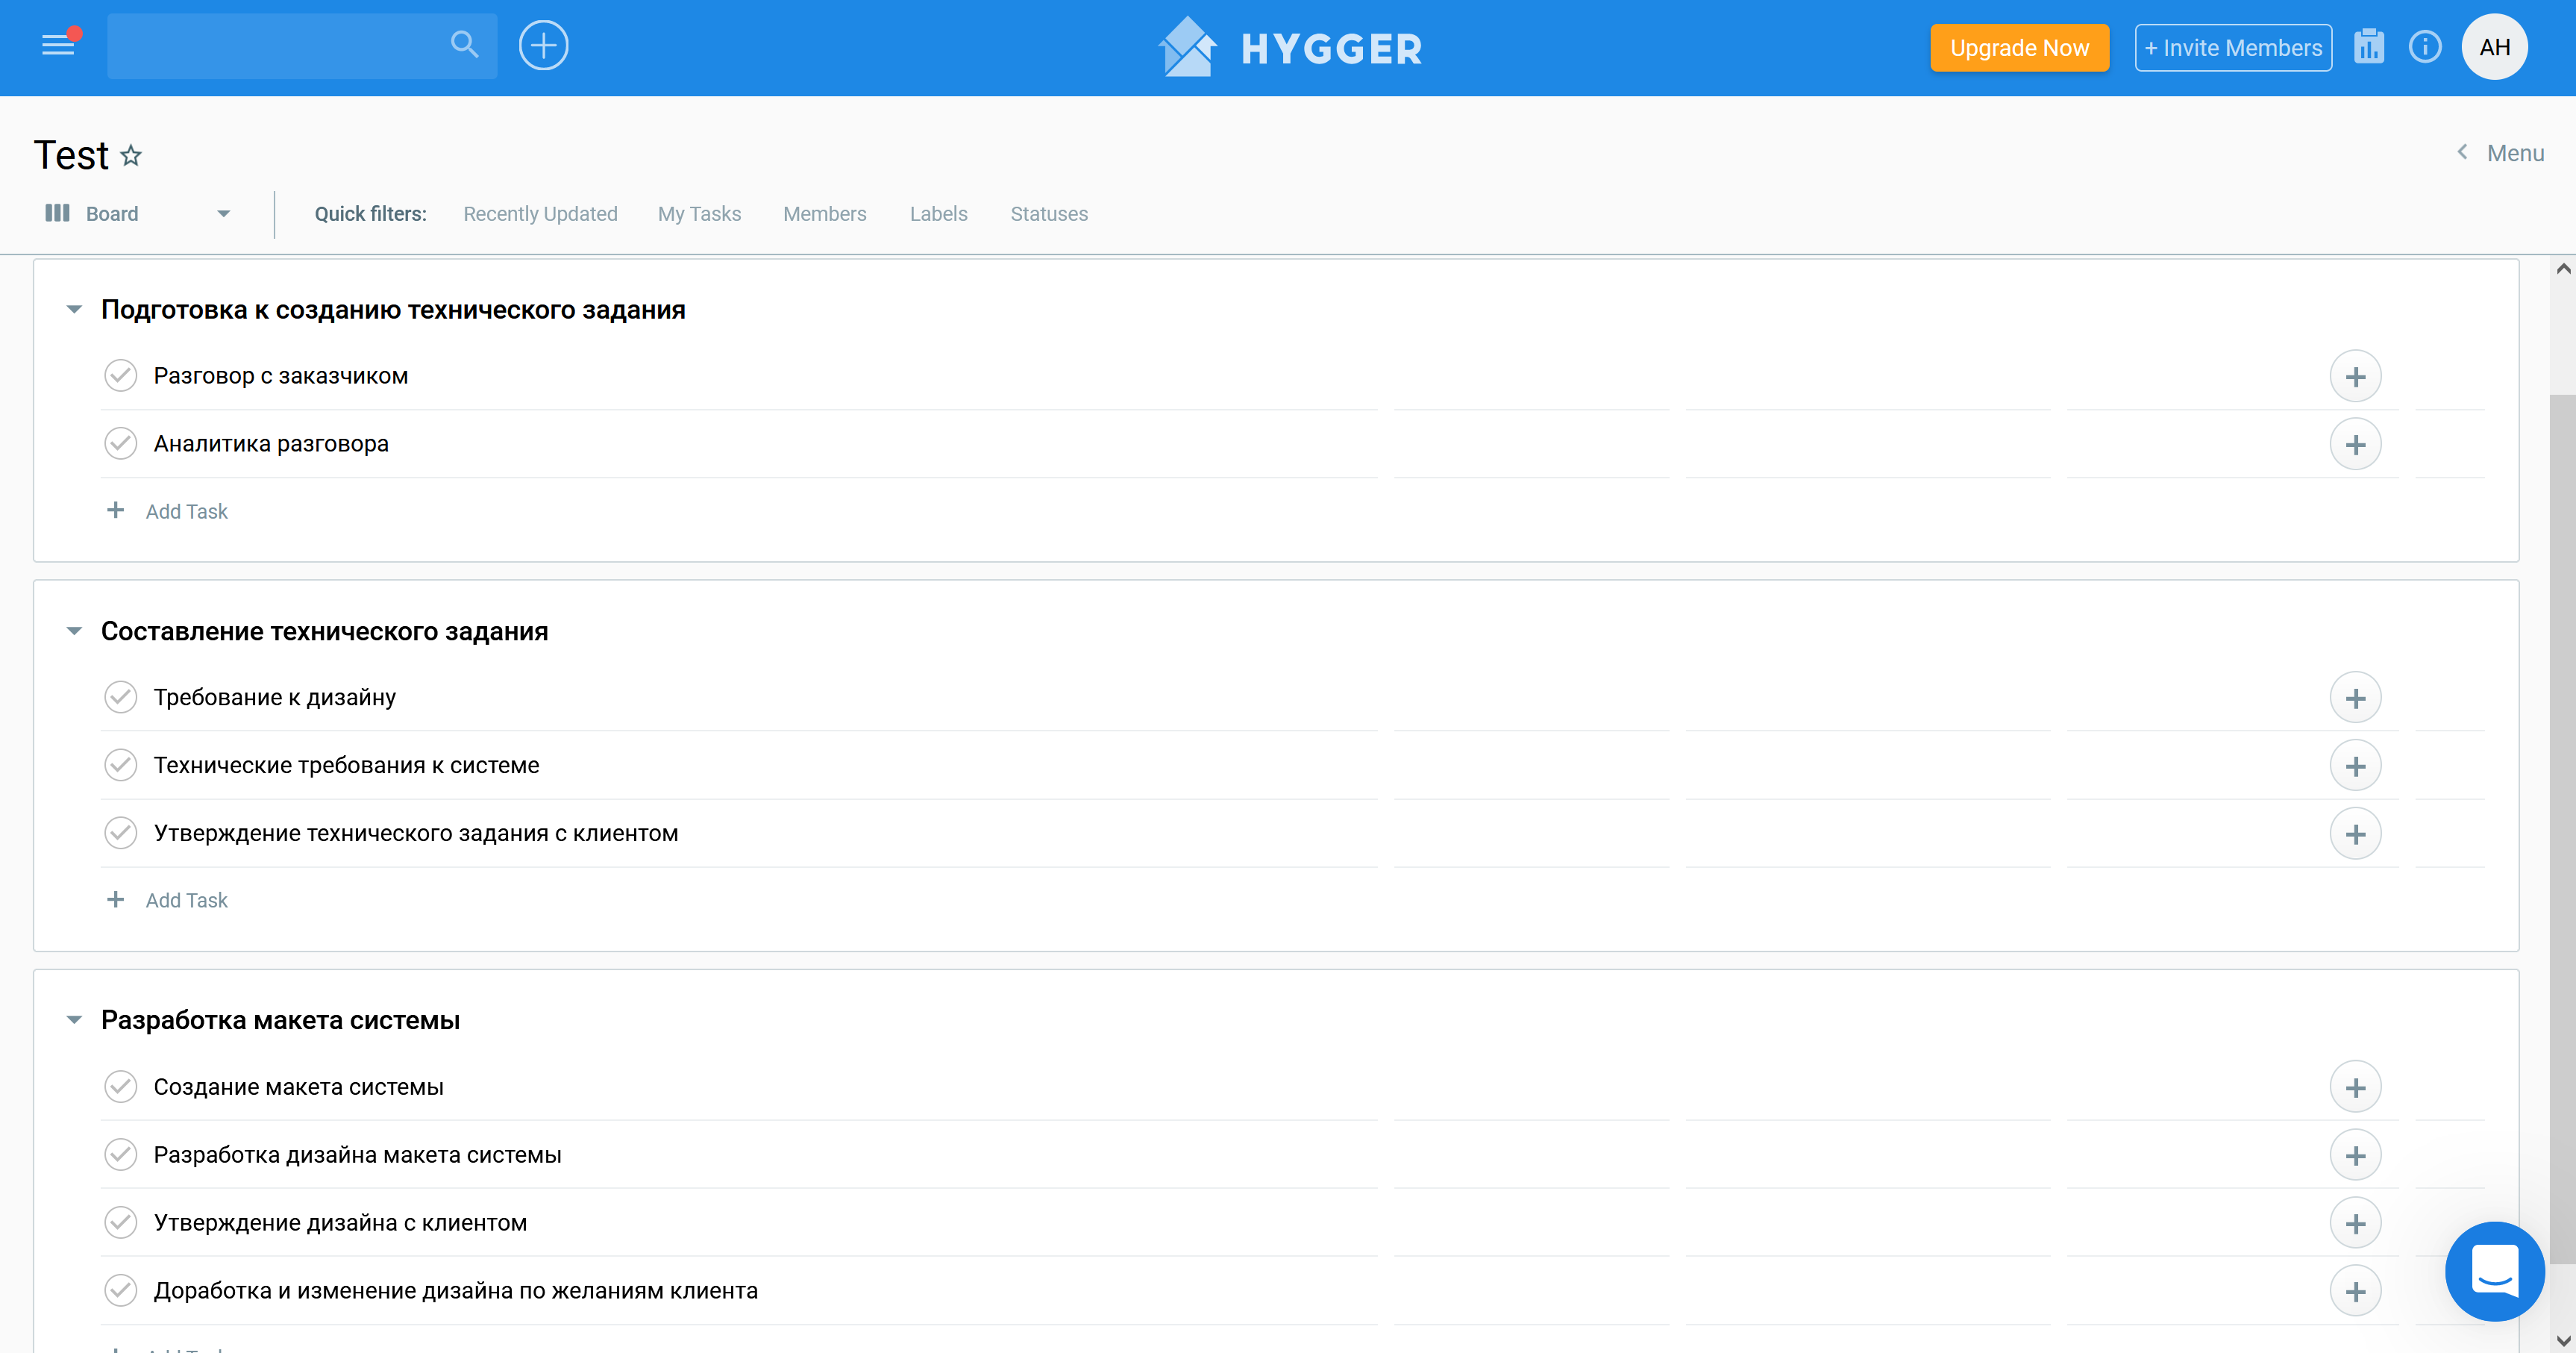 HYGGER
Upgrade Now
+ Invite Members
AH
Test
Menu
Board
Quick filters:
Recently Updated
My Tasks
Members
Labels
Statuses
Подготовка к созданию технического задания
Разговор с заказчиком
Аналитика разговора
Add Task
Составление технического задания
Требование к дизайну
Технические требования к системе
Утверждение технического задания с клиентом
Add Task
Разработка макета системы
Создание макета системы
Разработка дизайна макета системы
Утверждение дизайна с клиентом
Доработка и изменение дизайна по желаниям клиента